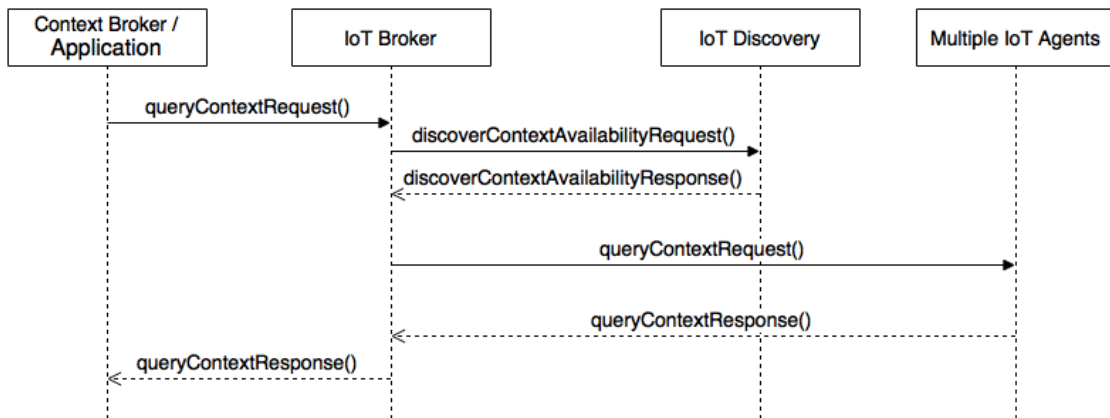 Context Broker /
Application
IoT Broker
IoT Discovery
Multiple IoT Agents
queryContextRequest()
discoverContextAvailabilityRequest()
discoverContextAvailabilityResponse()
queryContextRequest()
queryContextResponse()
queryContextResponse()